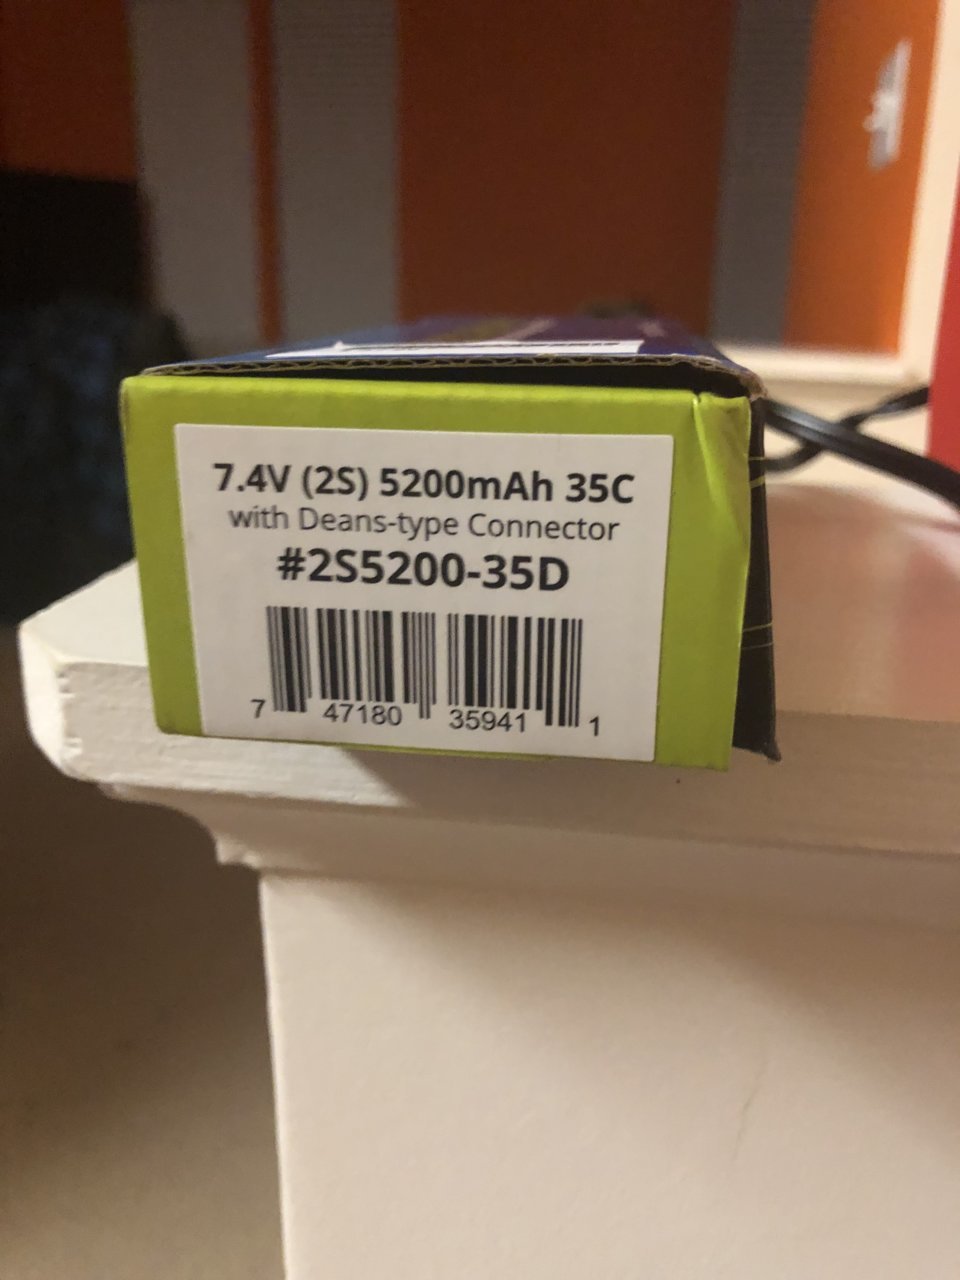 7.4V (2S) 5200mAh 35C
with Deans-type Connector
#2S5200-35D
7 47180 35941 1